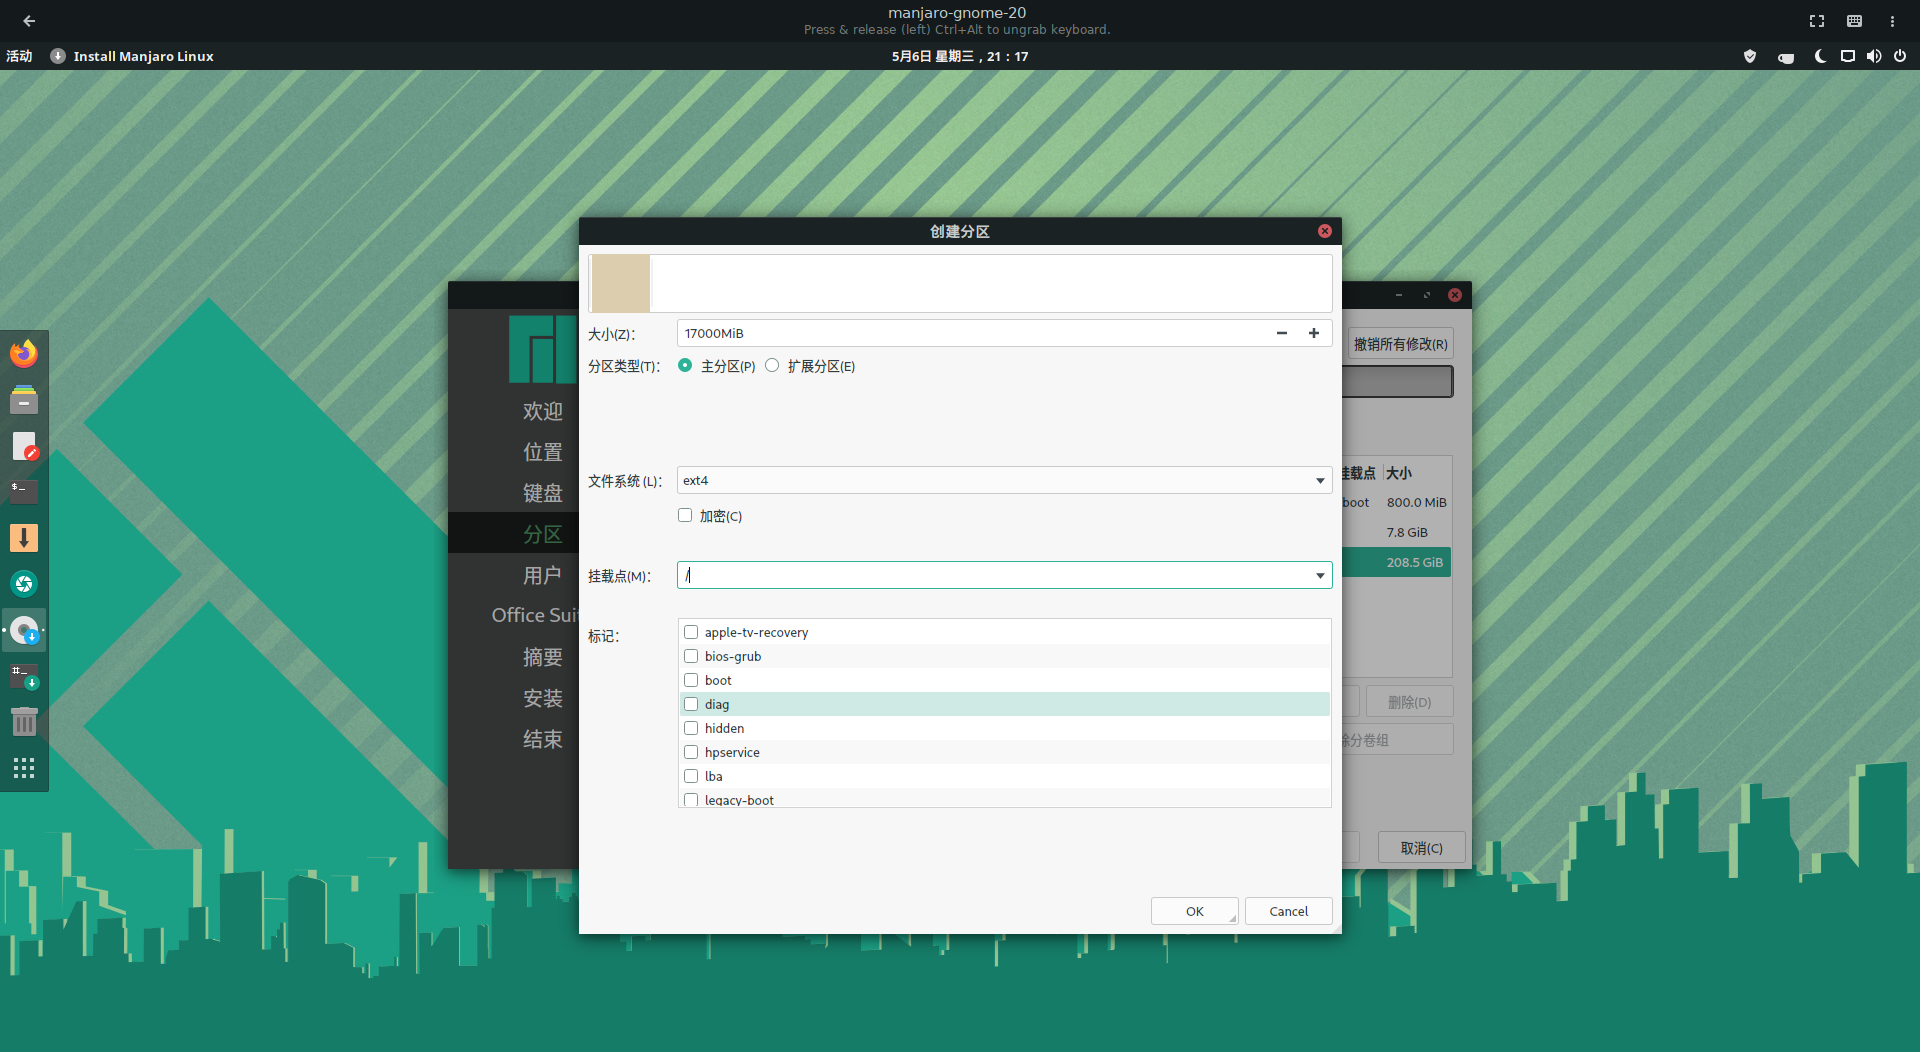 manjaro-gnome-20
Press & release (left) Ctrl+Alt to ungrab keyboard.
活动
Install Manjaro Linux
5月6日 星期三，21：17
创建分区
大小(Z)：
17000MiB
分区类型(T)：
主分区(P)
扩展分区(E)
文件系统 (L)：
ext4
加密(C)
挂载点(M)：
/
标记：
apple-tv-recovery
bios-grub
boot
diag
hidden
hpservice
lba
legacy-boot
OK
Cancel
欢迎
位置
键盘
分区
用户
Office Suit
摘要
安装
结束
撤销所有修改(R)
挂载点 大小
boot 800.0 MiB
7.8 GiB
208.5 GiB
删除(D)
除分卷组
取消(C)